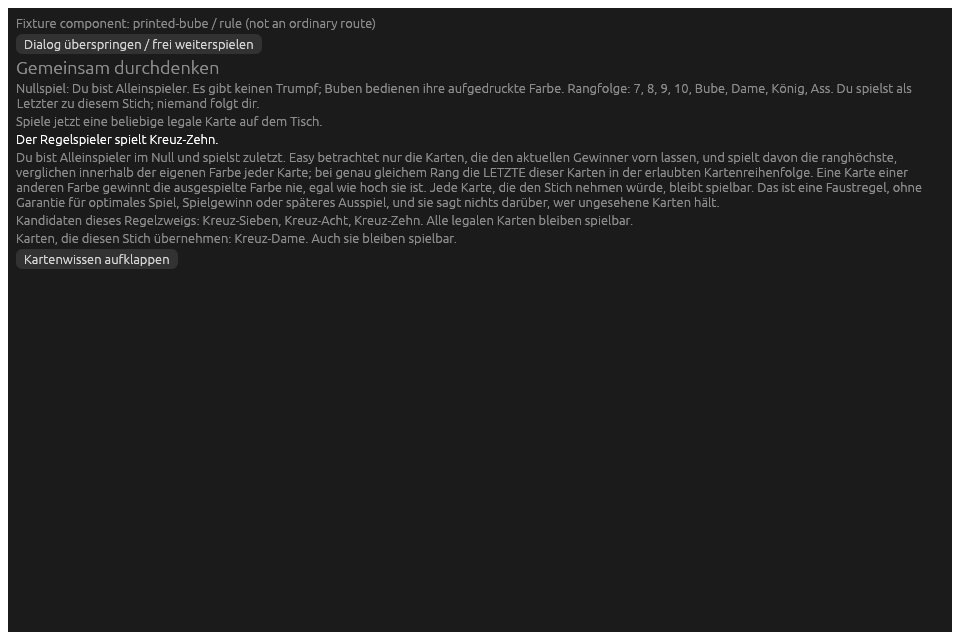 Fixture component: printed-bube / rule (not an ordinary route)
Dialog überspringen / frei weiterspielen
Gemeinsam durchdenken
Nullspiel: Du bist Alleinspieler. Es gibt keinen Trumpf; Buben bedienen ihre aufgedruckte Farbe. Rangfolge: 7, 8, 9, 10, Bube, Dame, König, Ass. Du spielst als
Letzter zu diesem Stich; niemand folgt dir.
Spiele jetzt eine beliebige legale Karte auf dem Tisch.
Der Regelspieler spielt Kreuz-Zehn.
Du bist Alleinspieler im Null und spielst zuletzt. Easy betrachtet nur die Karten, die den aktuellen Gewinner vorn lassen, und spielt davon die ranghöchste,
verglichen innerhalb der eigenen Farbe jeder Karte; bei genau gleichem Rang die LETZTE dieser Karten in der erlaubten Kartenreihenfolge. Eine Karte einer
anderen Farbe gewinnt die ausgespielte Farbe nie, egal wie hoch sie ist. Jede Karte, die den Stich nehmen würde, bleibt spielbar. Das ist eine Faustregel, ohne
Garantie für optimales Spiel, Spielgewinn oder späteres Ausspiel, und sie sagt nichts darüber, wer ungesehene Karten hält.
Kandidaten dieses Regelzweigs: Kreuz-Sieben, Kreuz-Acht, Kreuz-Zehn. Alle legalen Karten bleiben spielbar.
Karten, die diesen Stich übernehmen: Kreuz-Dame. Auch sie bleiben spielbar.
Kartenwissen aufklappen